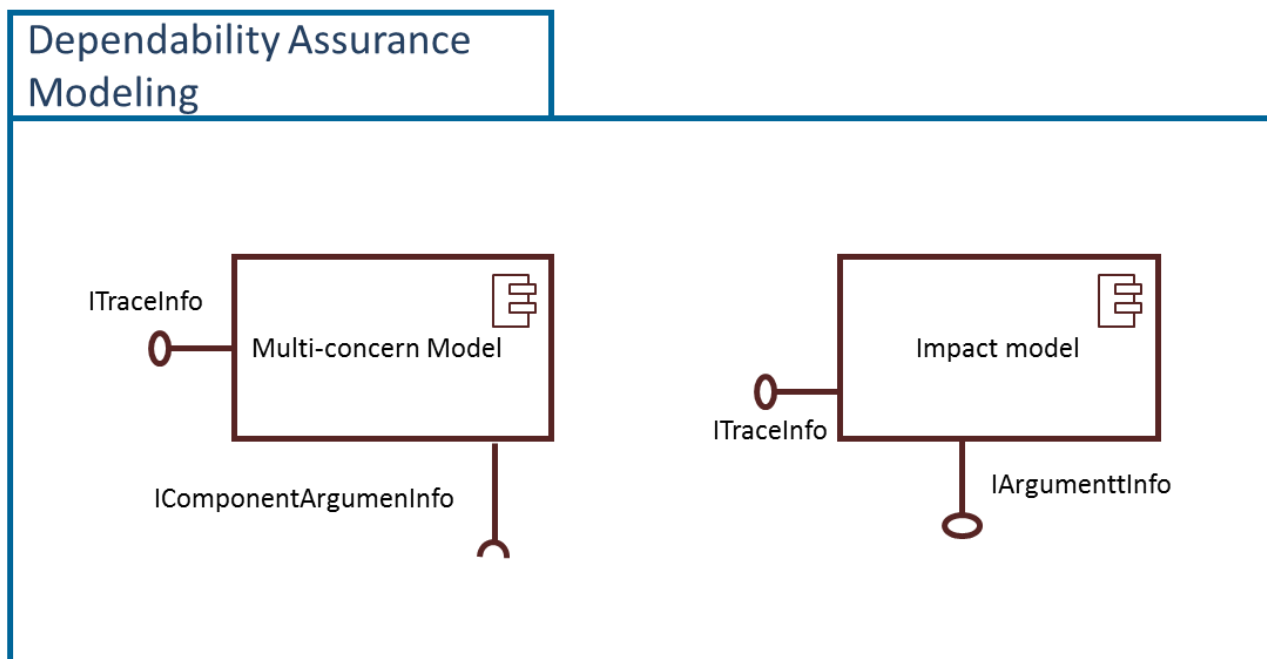 Dependability Assurance
Modeling
ITraceInfo
Multi-concern Model
IComponentArgumenInfo
Impact model
ITraceInfo
IArgumenttInfo